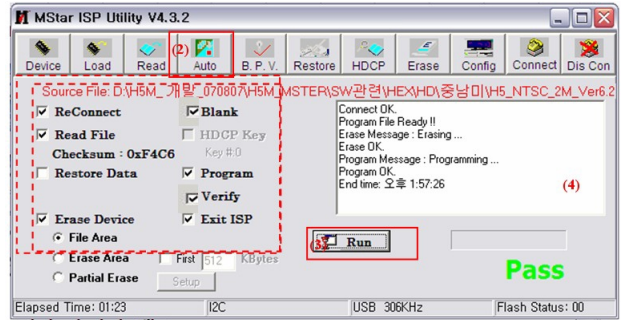 MStar ISP Utility V4.3.2
(2)
Device Load Read Auto B. P. V. Restore HDCP Erase Config Connect Dis Con
Source File: D:\H5M_개발_070807\H5M_MSTER\SW관련\HEX\HD\중남미\H5_NTSC_2M_Ver6.2
ReConnect
Blank
Read File
HDCP Key
Checksum : 0xF4C6
Key#:0
Restore Data
Program
Verify
Erase Device
Exit ISP
File Area
Erase Area
First 512 KBytes
Partial Erase
Setup
Connect OK.
Program File Ready !!
Erase Message : Erasing ...
Erase OK.
Program Message : Programming ...
Program OK.
End time: 오후 1:57:26
(4)
(3)
Run
Pass
Elapsed Time: 01:23 I2C USB 306KHz Flash Status: 00